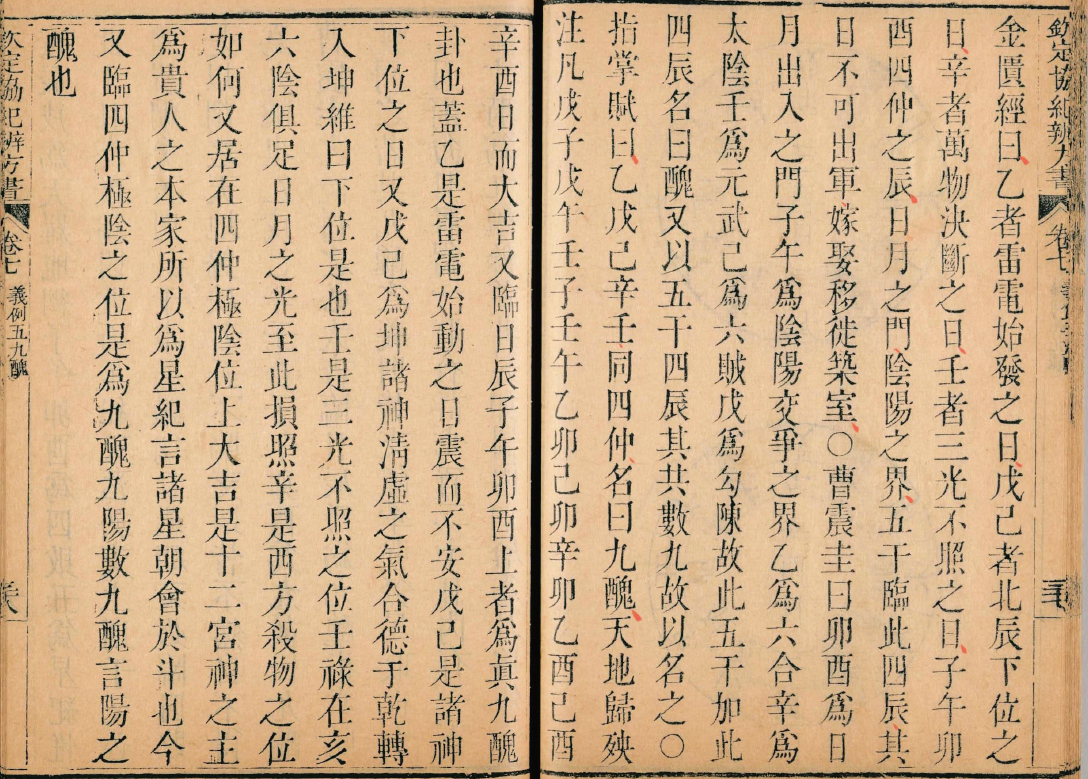 欽定協紀辨方書 卷七
金匱經曰乙者雷電始發之日戊己者北辰下位之
日辛者萬物決斷之日壬者三光不照之日子午卯
酉四仲之辰日月之門陰陽之界五干臨此四辰其
日不可出軍嫁娶移徙築室○曹震圭曰卯酉爲日
月出入之門子午爲陰陽交爭之界乙爲六合辛爲
太陰壬爲元武己爲六賊戊爲勾陳故此五干加此
四辰名曰醜又以五干四辰其共數九故以名之○
指掌賦曰乙戊己辛壬同四仲名曰九醜天地歸殃
注凡戊子戊午壬子壬午乙卯己卯辛卯乙酉己酉
辛酉日而大吉又臨日辰子午卯酉上者爲眞九醜
卦也蓋乙是雷電始動之日震而不安戊己是諸神
下位之日又戊己爲坤諸神淸虛之氣合德于乾轉
入坤維曰下位是也壬是三光不照之位壬祿在亥
六陰俱足日月之光至此損照辛是西方殺物之位
如何又居在四仲極陰位上大吉是十二宮神之主
爲貴人之本家所以爲星紀言諸星朝會於斗也今
又臨四仲極陰之位是爲九醜九陽數九醜言陽之
醜也
欽定協紀辨方書 卷七 義例五九醜